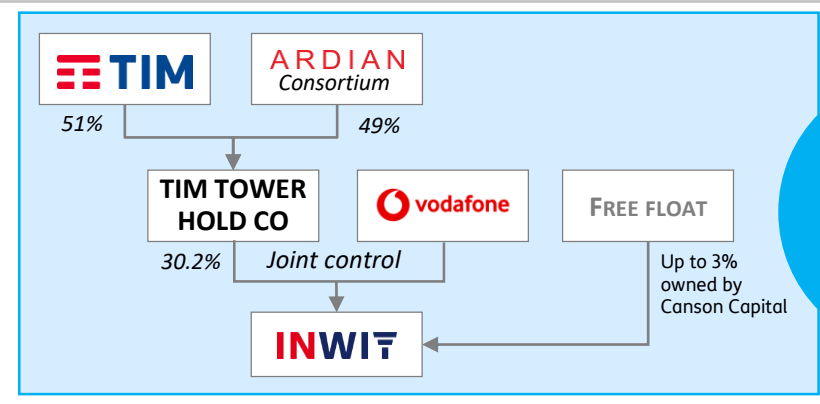 TIM
ARDIAN
Consortium
51%
49%
TIM TOWER
HOLD CO
vodafone
FREE FLOAT
30.2%
Joint control
Up to 3%
owned by
Canson Capital
INWIT